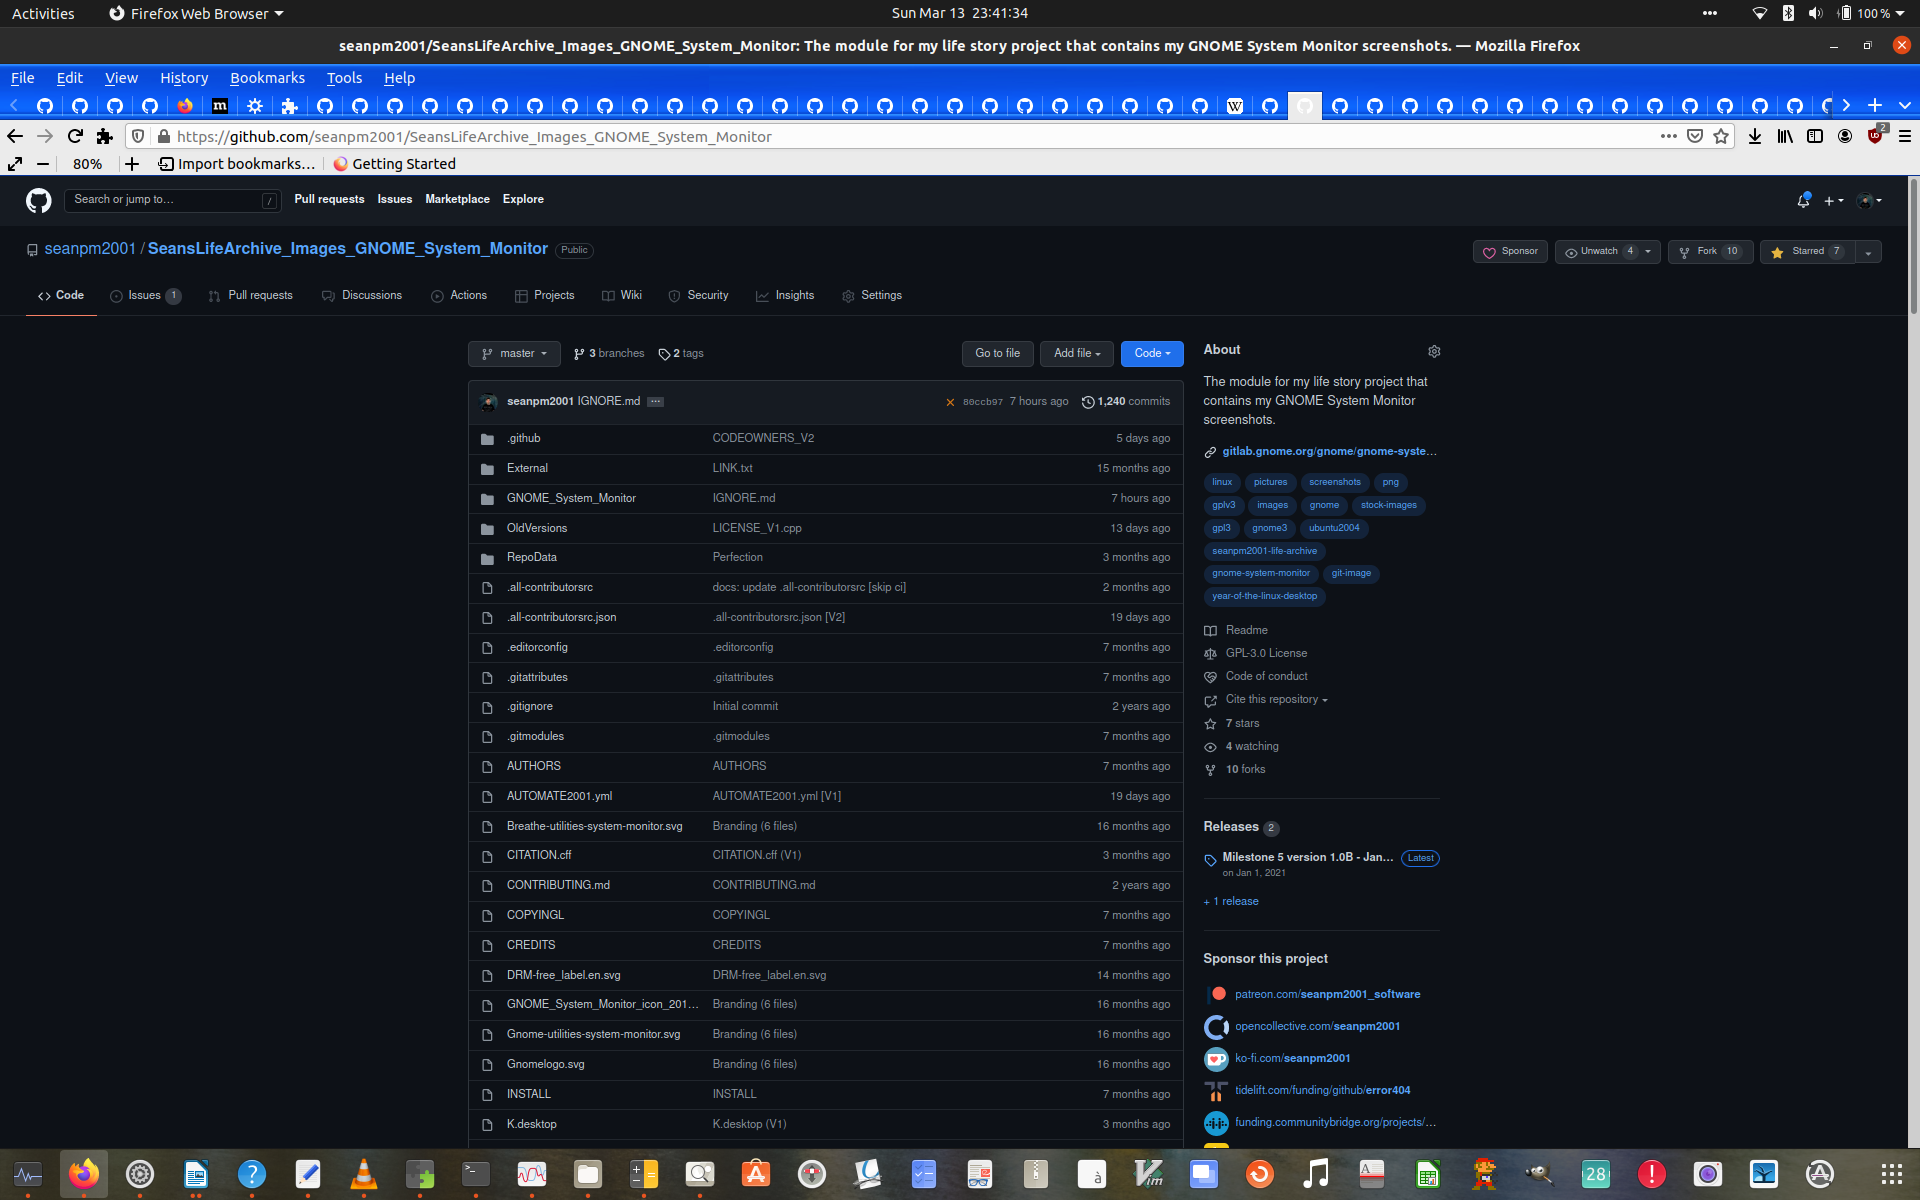 Activities
Firefox Web Browser
Sun Mar 13 23:41:34
100 %
seanpm2001/SeansLifeArchive_Images_GNOME_System_Monitor: The module for my life story project that contains my GNOME System Monitor screenshots. — Mozilla Firefox
File Edit View History Bookmarks Tools Help
https://github.com/seanpm2001/SeansLifeArchive_Images_GNOME_System_Monitor
2
80%
Import bookmarks…
Getting Started
Search or jump to…
/
Pull requests Issues Marketplace Explore
seanpm2001 / SeansLifeArchive_Images_GNOME_System_Monitor Public
Sponsor
Unwatch 4
Fork 10
Starred 7
Code
Issues 1
Pull requests
Discussions
Actions
Projects
Wiki
Security
Insights
Settings
master
3 branches
2 tags
Go to file
Add file
Code
seanpm2001 IGNORE.md
80ccb97 7 hours ago
1,240 commits
.github CODEOWNERS_V2 5 days ago
External LINK.txt 15 months ago
GNOME_System_Monitor IGNORE.md 7 hours ago
OldVersions LICENSE_V1.cpp 13 days ago
RepoData Perfection 3 months ago
.all-contributorsrc docs: update .all-contributorsrc [skip ci] 2 months ago
.all-contributorsrc.json .all-contributorsrc.json [V2] 19 days ago
.editorconfig .editorconfig 7 months ago
.gitattributes .gitattributes 7 months ago
.gitignore Initial commit 2 years ago
.gitmodules .gitmodules 7 months ago
AUTHORS AUTHORS 7 months ago
AUTOMATE2001.yml AUTOMATE2001.yml [V1] 19 days ago
Breathe-utilities-system-monitor.svg Branding (6 files) 16 months ago
CITATION.cff CITATION.cff (V1) 3 months ago
CONTRIBUTING.md CONTRIBUTING.md 2 years ago
COPYINGL COPYINGL 7 months ago
CREDITS CREDITS 7 months ago
DRM-free_label.en.svg DRM-free_label.en.svg 14 months ago
GNOME_System_Monitor_icon_201… Branding (6 files) 16 months ago
Gnome-utilities-system-monitor.svg Branding (6 files) 16 months ago
Gnomelogo.svg Branding (6 files) 16 months ago
INSTALL INSTALL 7 months ago
K.desktop K.desktop (V1) 3 months ago
About
The module for my life story project that
contains my GNOME System Monitor
screenshots.
gitlab.gnome.org/gnome/gnome-syste…
linux pictures screenshots png
gplv3 images gnome stock-images
gpl3 gnome3 ubuntu2004
seanpm2001-life-archive
gnome-system-monitor git-image
year-of-the-linux-desktop
Readme
GPL-3.0 License
Code of conduct
Cite this repository
7 stars
4 watching
10 forks
Releases 2
Milestone 5 version 1.0B - Jan… Latest
on Jan 1, 2021
+ 1 release
Sponsor this project
patreon.com/seanpm2001_software
opencollective.com/seanpm2001
ko-fi.com/seanpm2001
tidelift.com/funding/github/error404
funding.communitybridge.org/projects/…
28